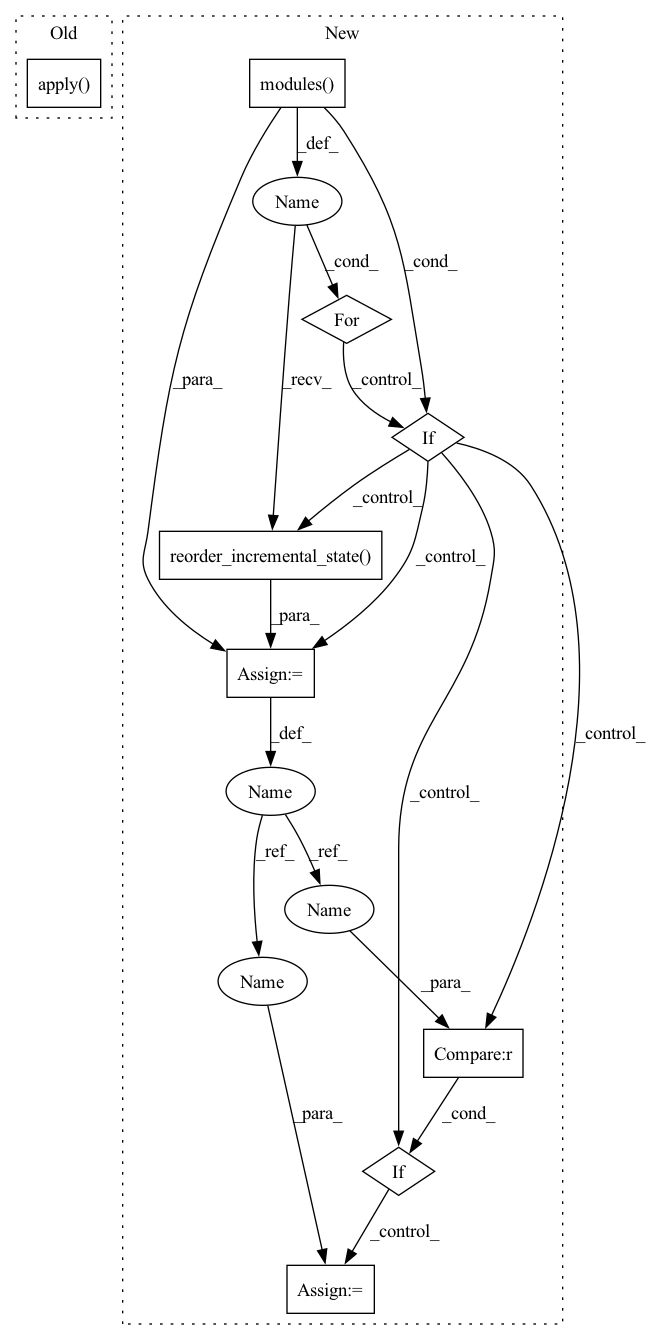 Old
New
apply()
modules()
_def_
Name
_cond_
_cond_
For
_para_
_recv_
_control_
If
_control_
reorder_incremental_state()
_control_
_para_
Assign:=
_def_
_control_
Name
_control_
_ref_
_ref_
Name
Name
_para_
Compare:r
_para_
_cond_
If
_control_
Assign:=